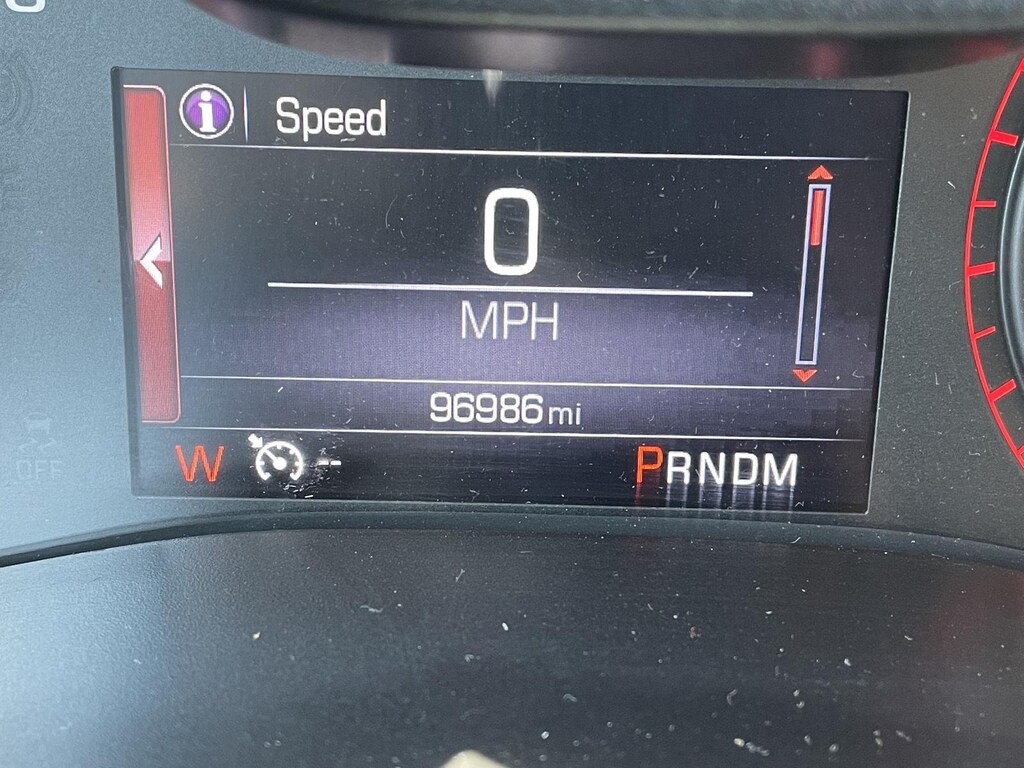 i Speed
0
MPH
96986 mi
W -- PRNDM
OFF